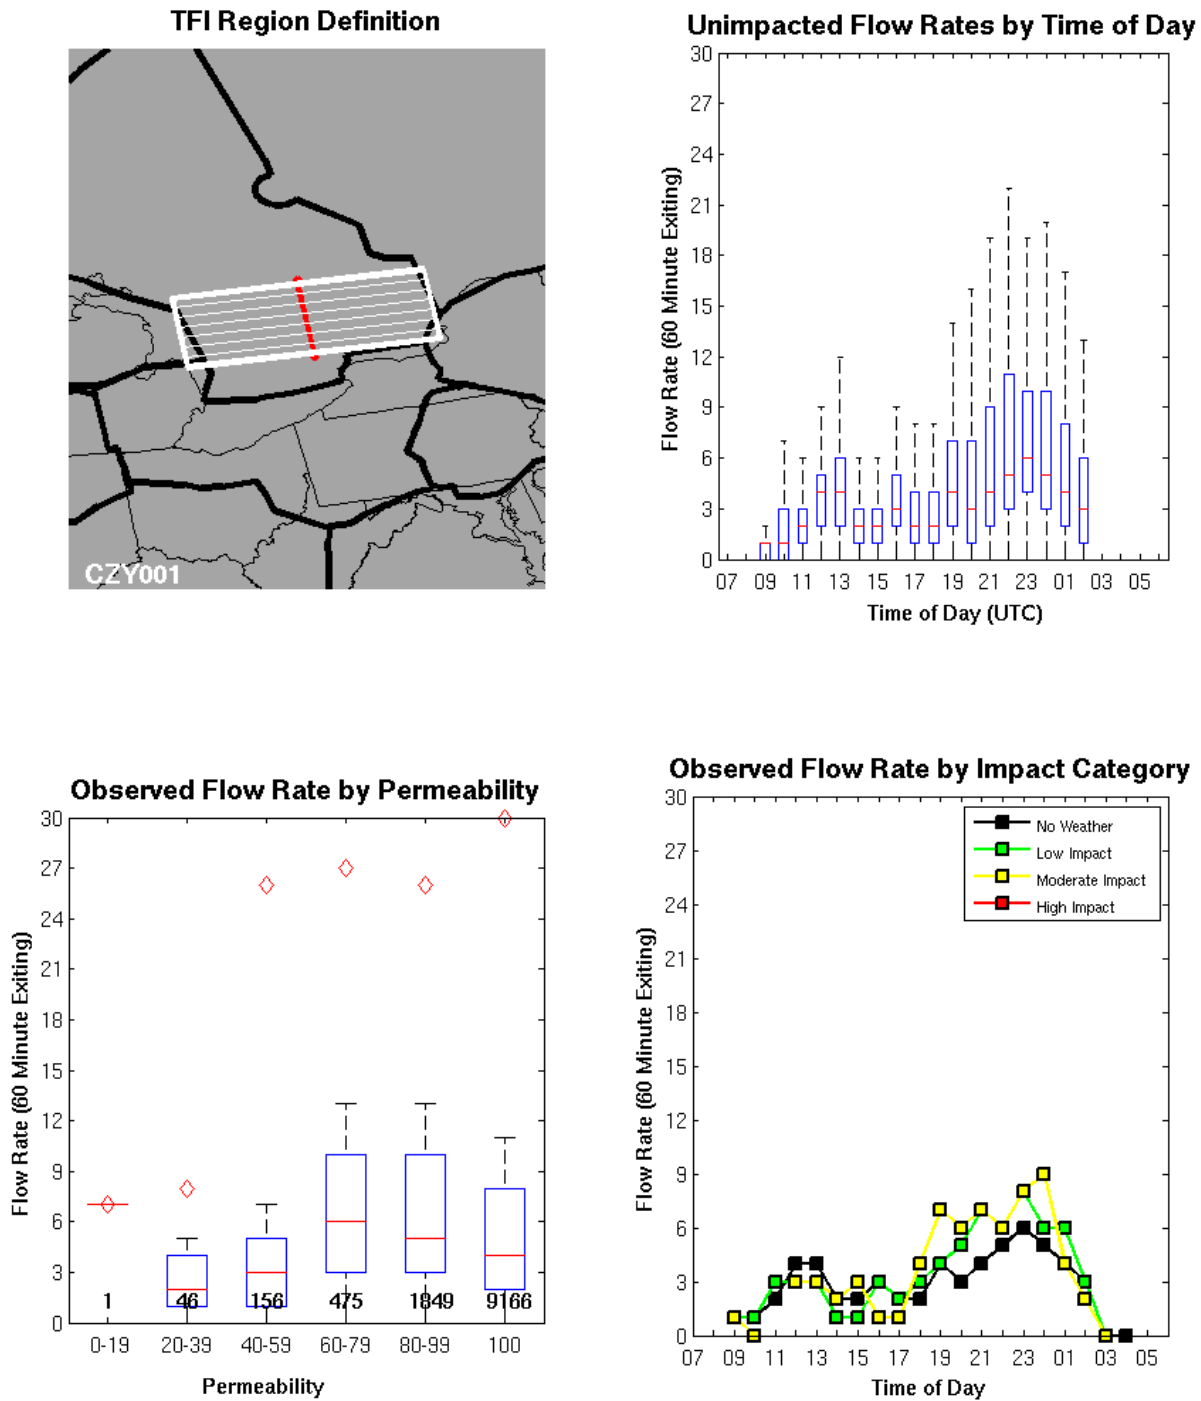 TFI Region Definition
CZY001
Unimpacted Flow Rates by Time of Day
Flow Rate (60 Minute Exiting)
30
27
24
21
18
15
12
9
6
3
0
07 09 11 13 15 17 19 21 23 01 03 05
Time of Day (UTC)
Observed Flow Rate by Permeability
Flow Rate (60 Minute Exiting)
30
27
24
21
18
15
12
9
6
3
0
1 46 156 475 1849 9166
0-19 20-39 40-59 60-79 80-99 100
Permeability
Observed Flow Rate by Impact Category
Flow Rate (60 Minute Exiting)
30
27
24
21
18
15
12
9
6
3
0
No Weather
Low Impact
Moderate Impact
High Impact
07 09 11 13 15 17 19 21 23 01 03 05
Time of Day